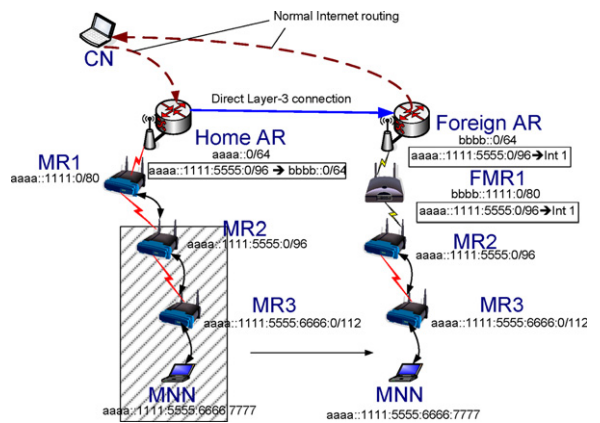 Normal Internet routing
CN
Direct Layer-3 connection
Home AR
aaaa::0/64
aaaa::1111:5555:0/96 → bbbb::0/64
Foreign AR
bbbb::0/64
aaaa::1111:5555:0/96→Int 1
MR1
aaaa::1111:0/80
FMR1
bbbb::1111:0/80
aaaa::1111:5555:0/96→Int 1
MR2
aaaa::1111:5555:0/96
MR2
aaaa::1111:5555:0/96
MR3
aaaa::1111:5555:6666:0/112
MR3
aaaa::1111:5555:6666:0/112
MNN
aaaa::1111:5555:6666:7777
MNN
aaaa::1111:5555:6666:7777